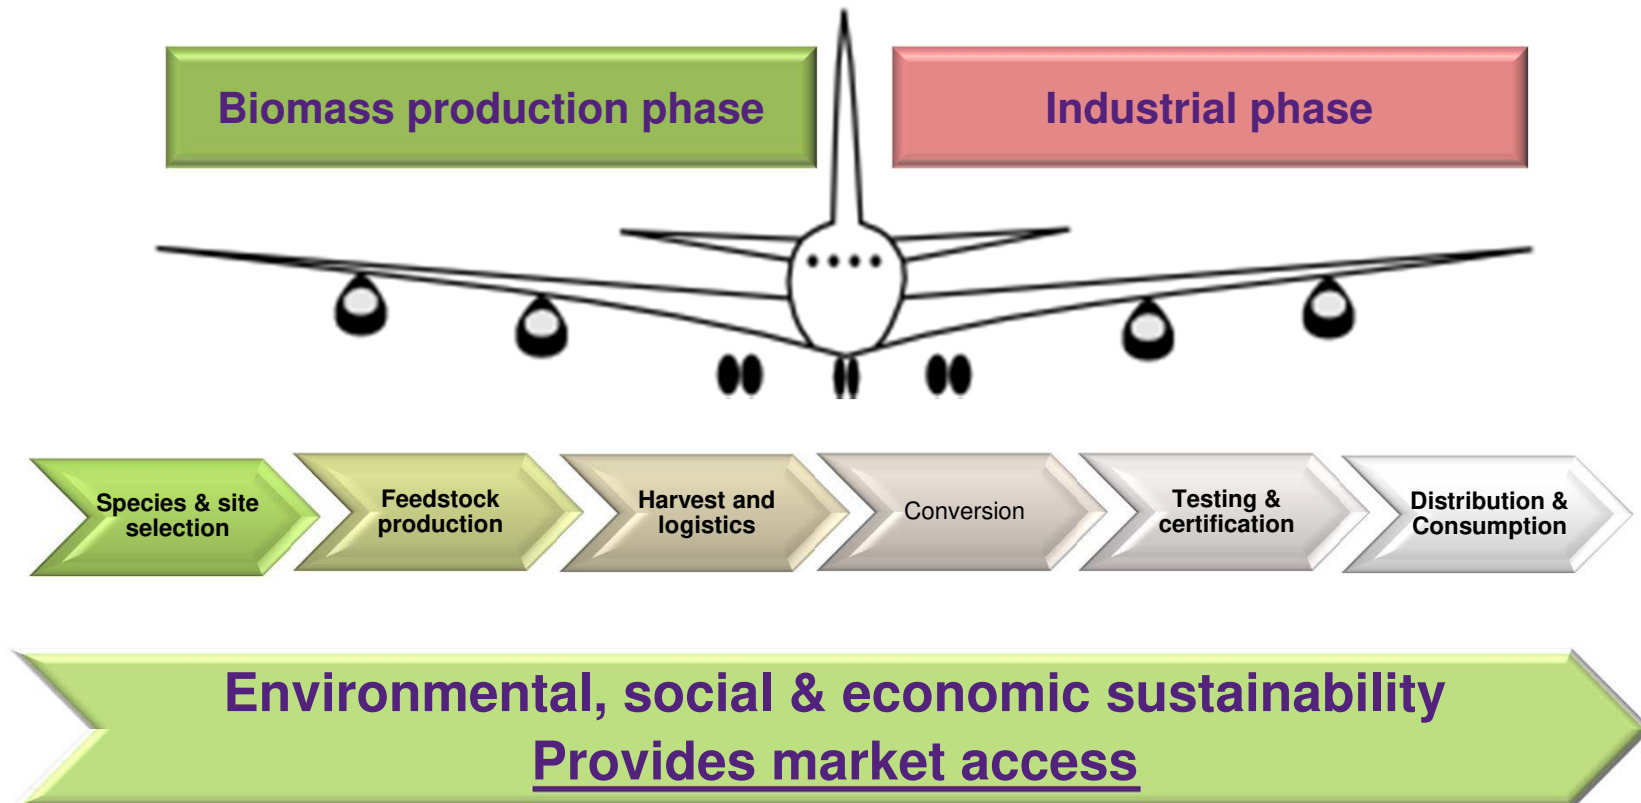 Biomass production phase
Industrial phase
Species & site
selection
Feedstock
production
Harvest and
logistics
Conversion
Testing &
certification
Distribution &
Consumption
Environmental, social & economic sustainability
Provides market access